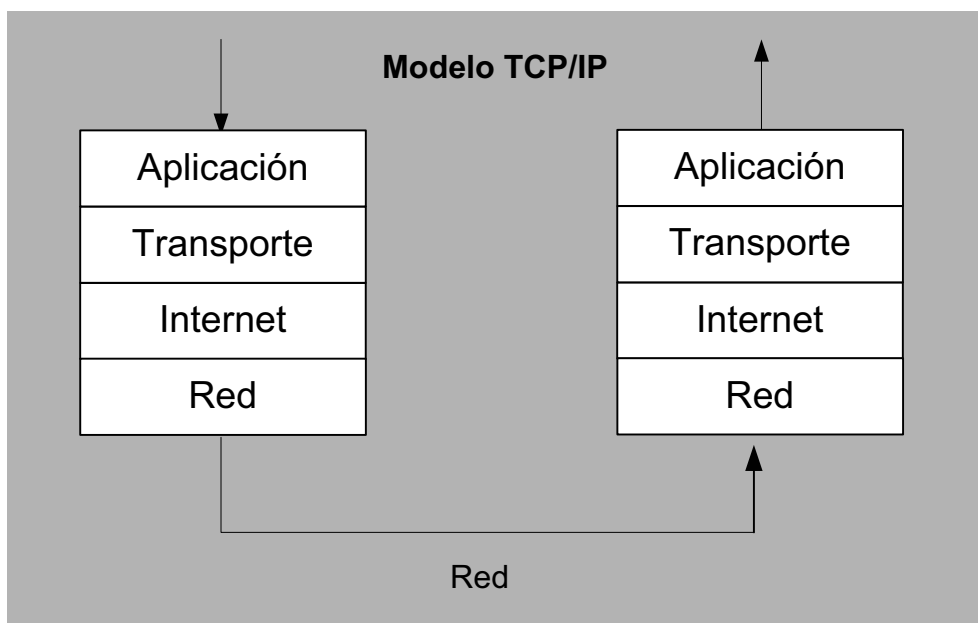 Modelo TCP/IP
Aplicación
Transporte
Internet
Red
Aplicación
Transporte
Internet
Red
Red